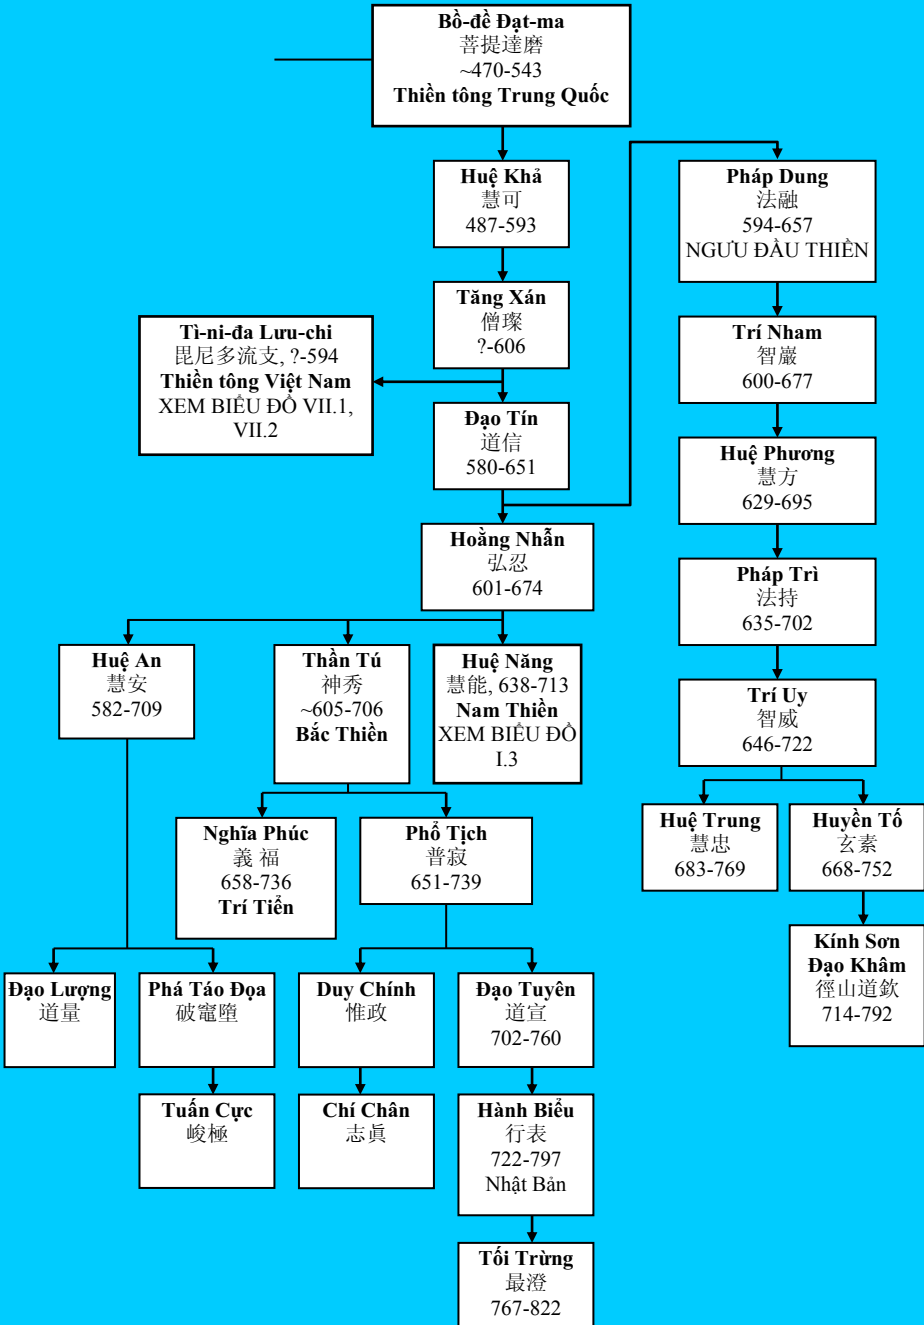 Bồ-đề Đạt-ma
菩提達磨
~470-543
Thiền tông Trung Quốc
Huệ Khả
慧可
487-593
Pháp Dung
法融
594-657
NGƯU ĐẦU THIỀN
Tăng Xán
僧璨
?-606
Tì-ni-đa Lưu-chi
毘尼多流支, ?-594
Thiền tông Việt Nam
XEM BIỂU ĐỒ VII.1,
VII.2
Trí Nham
智巖
600-677
Đạo Tín
道信
580-651
Huệ Phương
慧方
629-695
Hoằng Nhẫn
弘忍
601-674
Pháp Trì
法持
635-702
Huệ An
慧安
582-709
Thần Tú
神秀
~605-706
Bắc Thiền
Huệ Năng
慧能, 638-713
Nam Thiền
XEM BIỂU ĐỒ
I.3
Trí Uy
智威
646-722
Nghĩa Phúc
義 福
658-736
Trí Tiển
Phổ Tịch
普寂
651-739
Huệ Trung
慧忠
683-769
Huyền Tố
玄素
668-752
Kính Sơn
Đạo Khâm
徑山道欽
714-792
Đạo Lượng
道量
Phá Táo Đọa
破竈墮
Duy Chính
惟政
Đạo Tuyên
道宣
702-760
Tuấn Cực
峻極
Chí Chân
志眞
Hành Biểu
行表
722-797
Nhật Bản
Tối Trừng
最澄
767-822